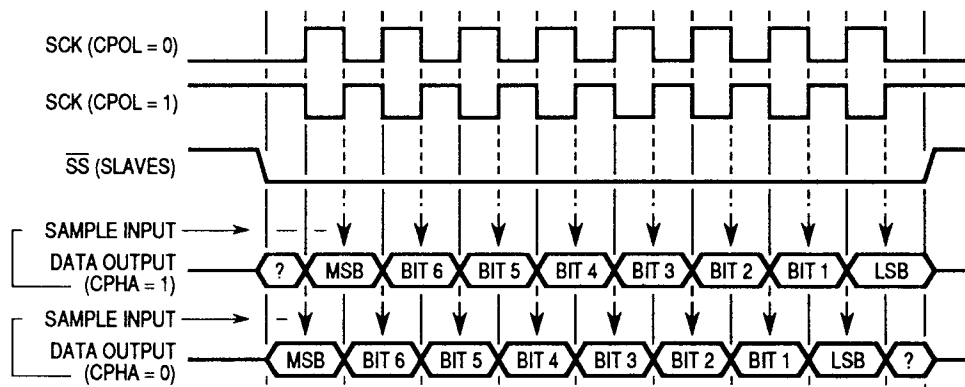 SCK (CPOL = 0)
SCK (CPOL = 1)
SS (SLAVES)
SAMPLE INPUT
DATA OUTPUT
(CPHA = 1)
? MSB BIT 6 BIT 5 BIT 4 BIT 3 BIT 2 BIT 1 LSB
SAMPLE INPUT
DATA OUTPUT
(CPHA = 0)
MSB BIT 6 BIT 5 BIT 4 BIT 3 BIT 2 BIT 1 LSB ?